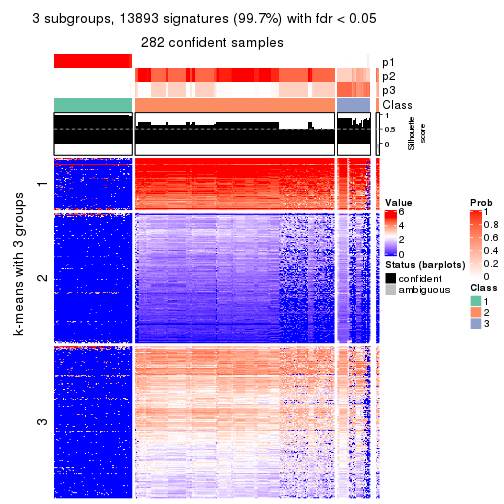 3 subgroups, 13893 signatures (99.7%) with fdr < 0.05
282 confident samples
p1
p2
p3
Class
1
0.5
0
Silhouette
score
k-means with 3 groups
1
2
3
Value
6
4
2
0
Status (barplots)
confident
ambiguous
Prob
1
0.8
0.6
0.4
0.2
0
Class
1
2
3